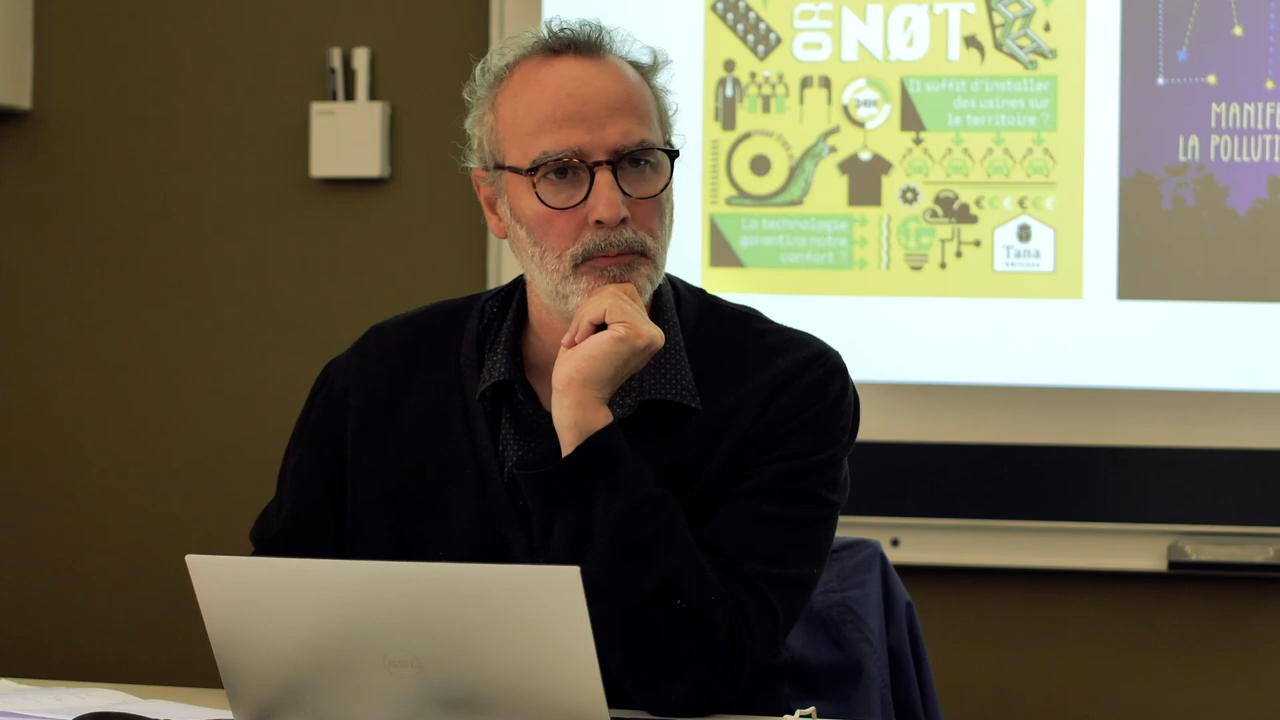 OR
NØT
Il suffit d'installer
des usines sur
le territoire ?
La technologie
garantira notre
confort ?
Tana
ÉDITIONS
MANIF
LA POLLUTI